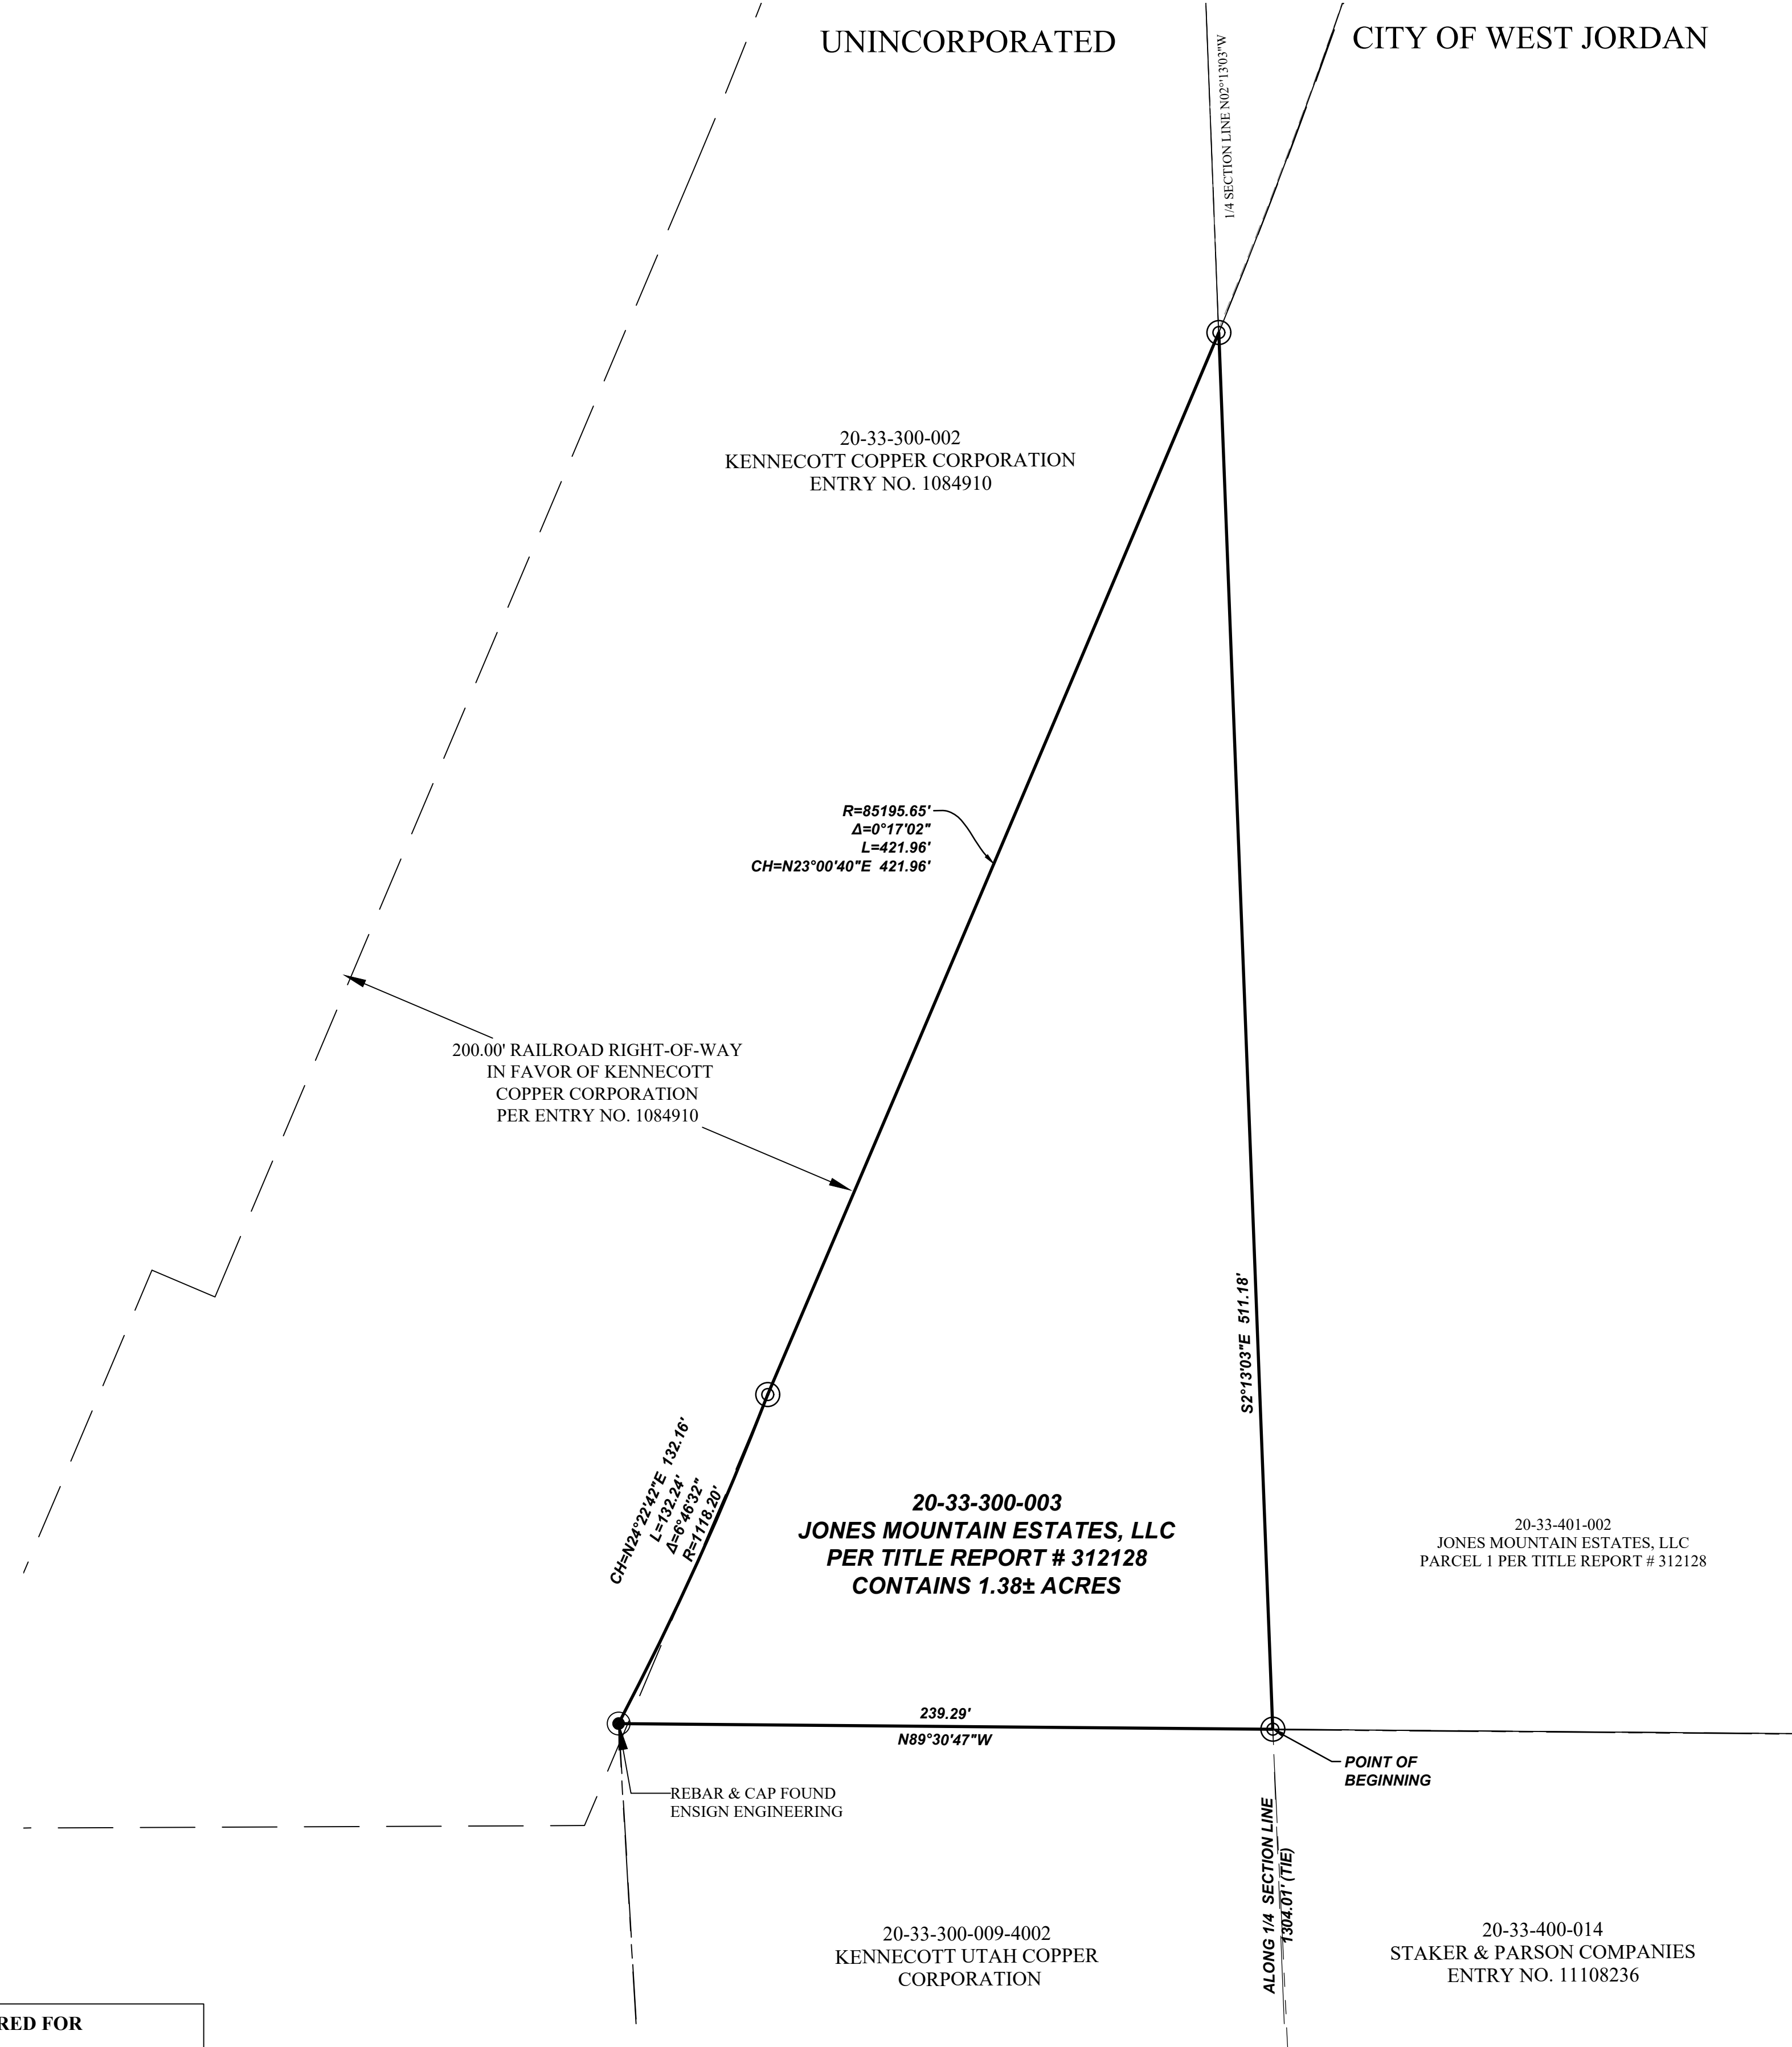 UNINCORPORATED
CITY OF WEST JORDAN
1/4 SECTION LINE N02°13'03"W
20-33-300-002
KENNECOTT COPPER CORPORATION
ENTRY NO. 1084910
R=85195.65'
Δ=0°17'02"
L=421.96'
CH=N23°00'40"E 421.96'
200.00' RAILROAD RIGHT-OF-WAY
IN FAVOR OF KENNECOTT
COPPER CORPORATION
PER ENTRY NO. 1084910
S2°13'03"E 511.18'
CH=N24°22'42"E 132.16'
L=132.24'
Δ=6°46'32"
R=1118.20'
20-33-300-003
JONES MOUNTAIN ESTATES, LLC
PER TITLE REPORT # 312128
CONTAINS 1.38± ACRES
20-33-401-002
JONES MOUNTAIN ESTATES, LLC
PARCEL 1 PER TITLE REPORT # 312128
239.29'
N89°30'47"W
POINT OF
BEGINNING
REBAR & CAP FOUND
ENSIGN ENGINEERING
ALONG 1/4 SECTION LINE
1304.01' (TIE)
20-33-300-009-4002
KENNECOTT UTAH COPPER
CORPORATION
20-33-400-014
STAKER & PARSON COMPANIES
ENTRY NO. 11108236
RED FOR